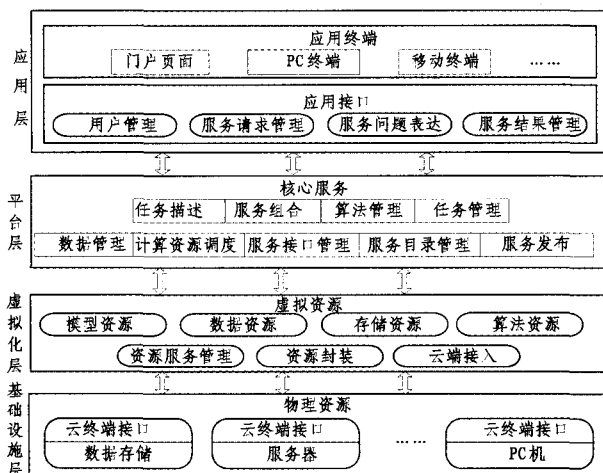 应用层
应用终端
门户页面 PC终端 移动终端 ……
应用接口
用户管理 服务请求管理 服务问题表达 服务结果管理
平台层
核心服务
任务描述 服务组合 算法管理 任务管理
数据管理 计算资源调度 服务接口管理 服务目录管理 服务发布
虚拟化层
虚拟资源
模型资源 数据资源 存储资源 算法资源
资源服务管理 资源封装 云端接入
基础设施层
物理资源
云终端接口 云终端接口 …… 云终端接口
数据存储 服务器 PC机